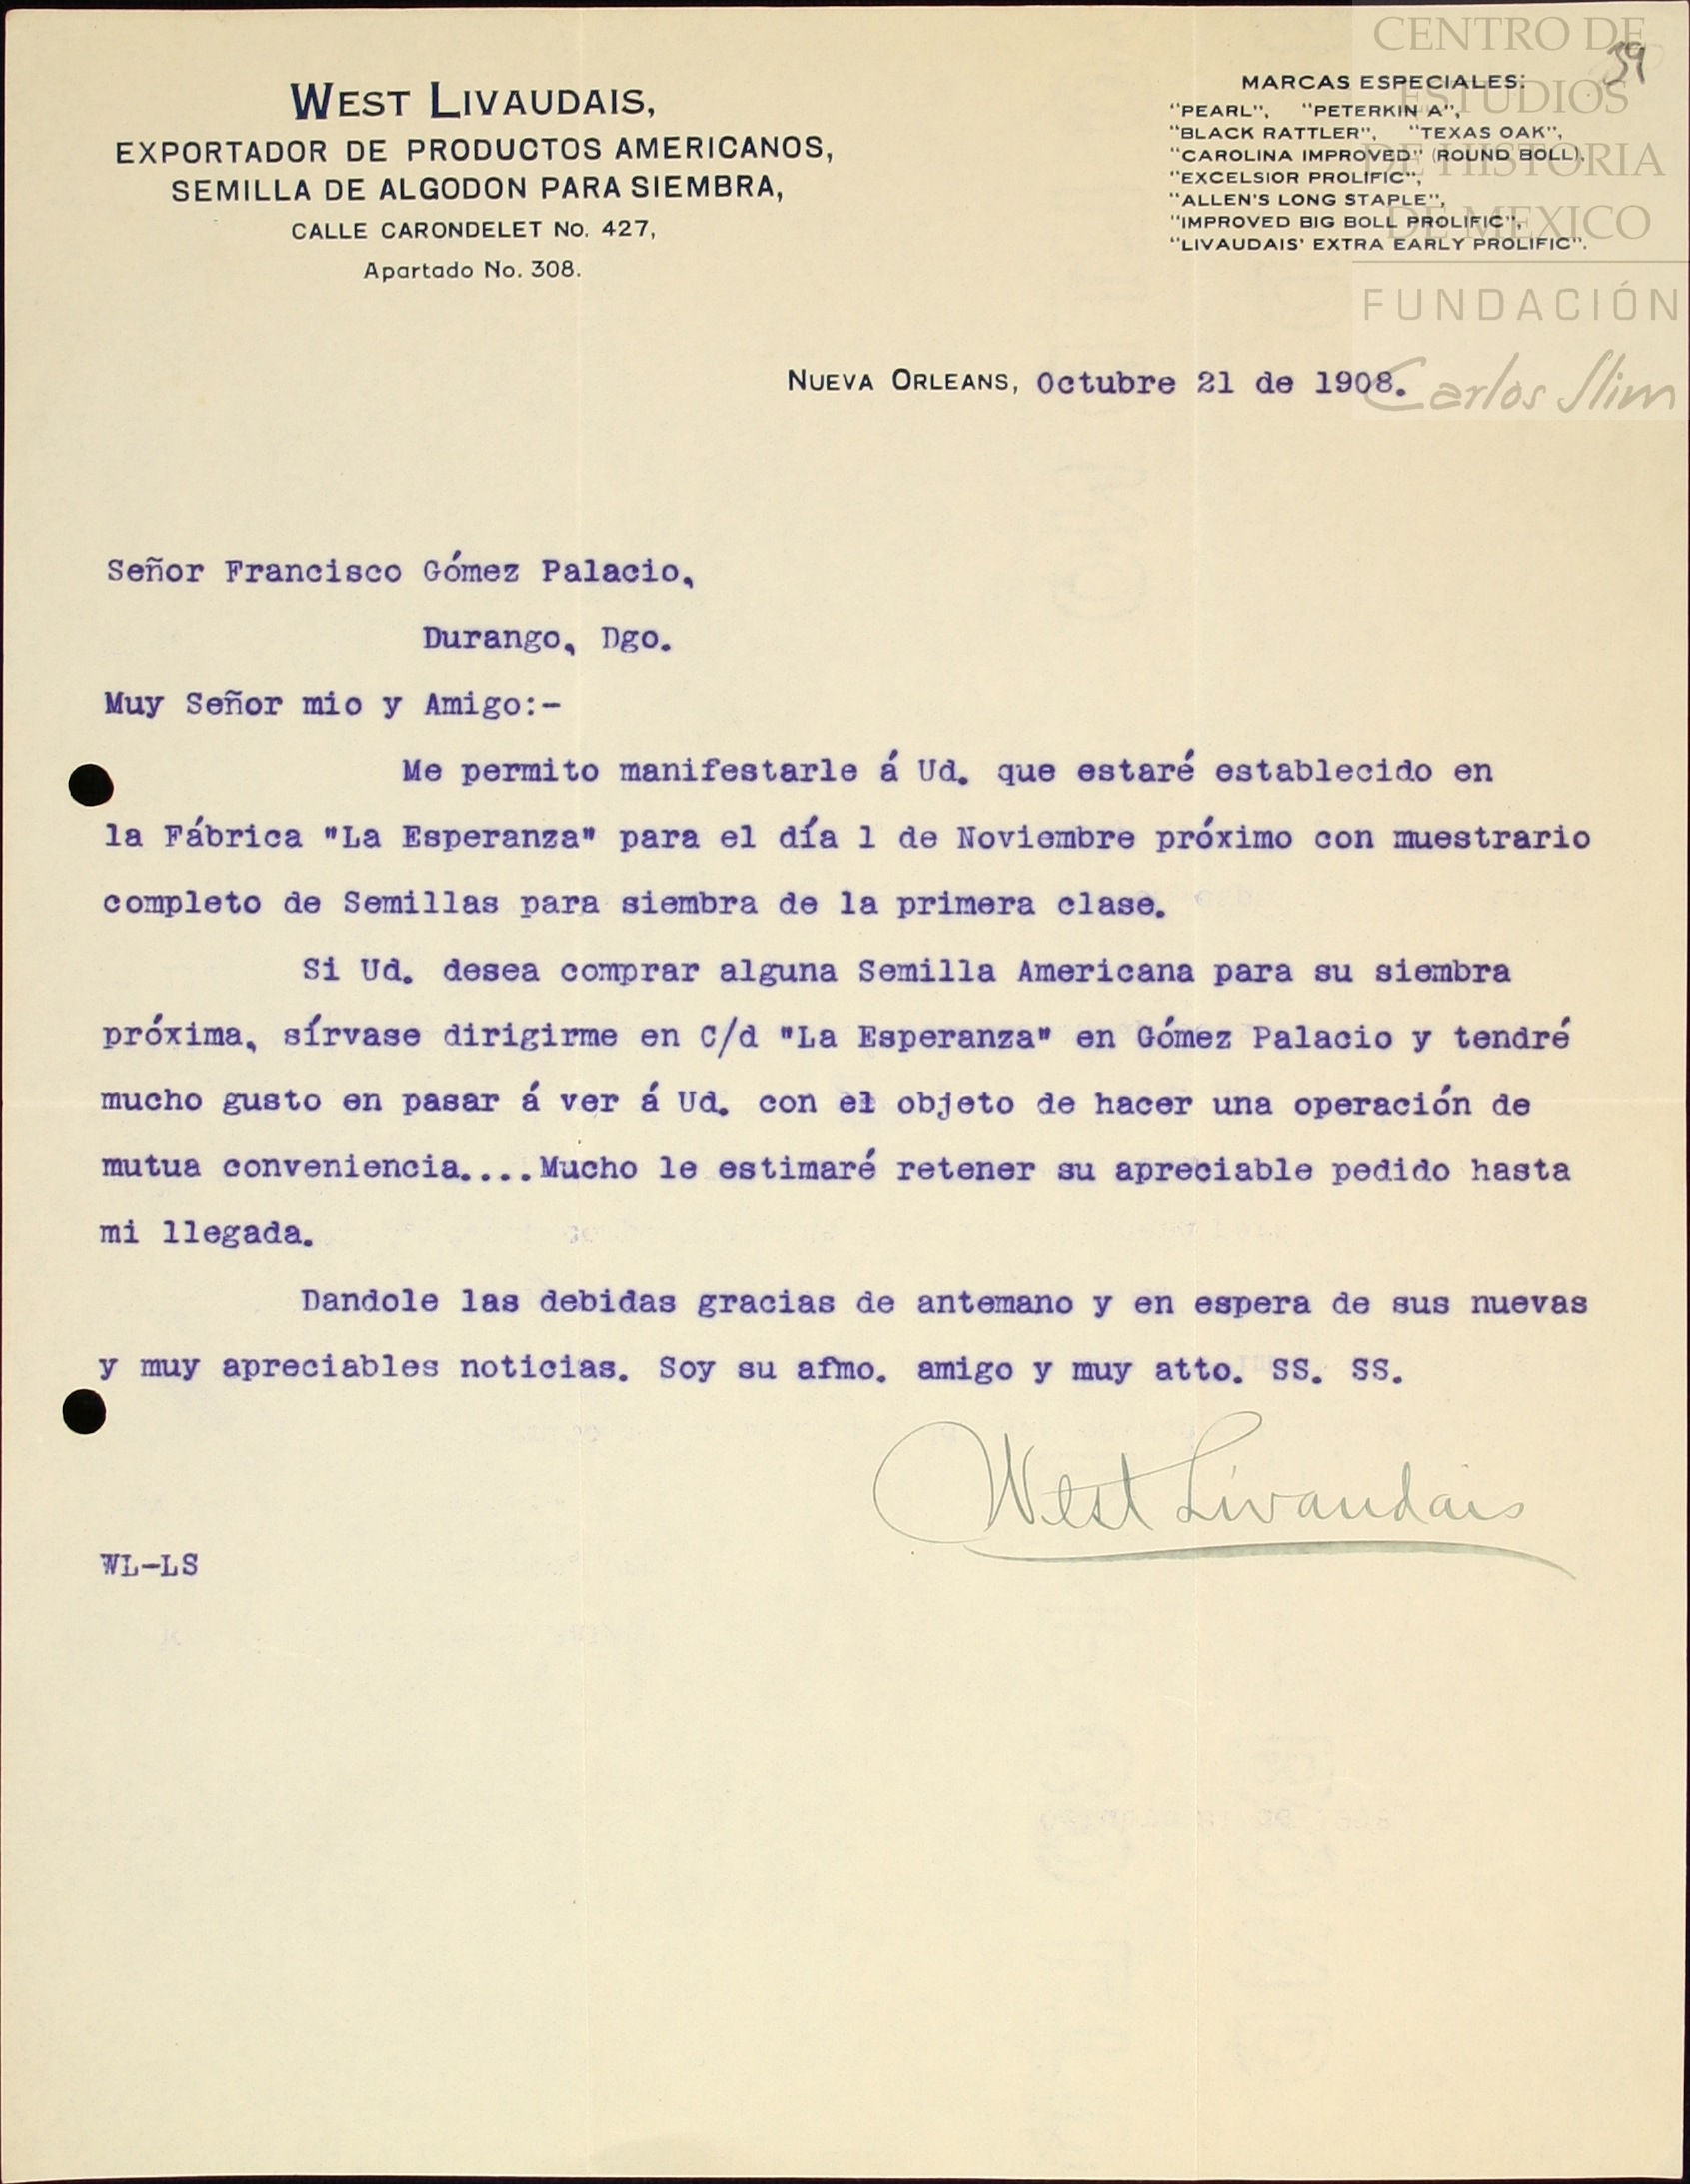 WEST LIVAUDAIS,
EXPORTADOR DE PRODUCTOS AMERICANOS,
SEMILLA DE ALGODON PARA SIEMBRA,
CALLE CARONDELET No. 427,
Apartado No. 308.
MARCAS ESPECIALES:
"PEARL", "PETERKIN A",
"BLACK RATTLER", "TEXAS OAK",
"CAROLINA IMPROVED" (ROUND BOLL),
"EXCELSIOR PROLIFIC",
"ALLEN'S LONG STAPLE",
"IMPROVED BIG BOLL PROLIFIC",
"LIVAUDAIS' EXTRA EARLY PROLIFIC".
39
CENTRO DE
ESTUDIOS
DE HISTORIA
DE MEXICO
FUNDACIÓN
Carlos Slim
NUEVA ORLEANS, Octubre 21 de 1908.
Señor Francisco Gómez Palacio,
Durango, Dgo.
Muy Señor mio y Amigo:-
Me permito manifestarle á Ud. que estaré establecido en
la Fábrica "La Esperanza" para el día 1 de Noviembre próximo con muestrario
completo de Semillas para siembra de la primera clase.
Si Ud. desea comprar alguna Semilla Americana para su siembra
próxima, sírvase dirigirme en C/d "La Esperanza" en Gómez Palacio y tendré
mucho gusto en pasar á ver á Ud. con el objeto de hacer una operación de
mutua conveniencia....Mucho le estimaré retener su apreciable pedido hasta
mi llegada.
Dandole las debidas gracias de antemano y en espera de sus nuevas
y muy apreciables noticias. Soy su afmo. amigo y muy atto. SS. SS.
West Livaudais
WL-LS